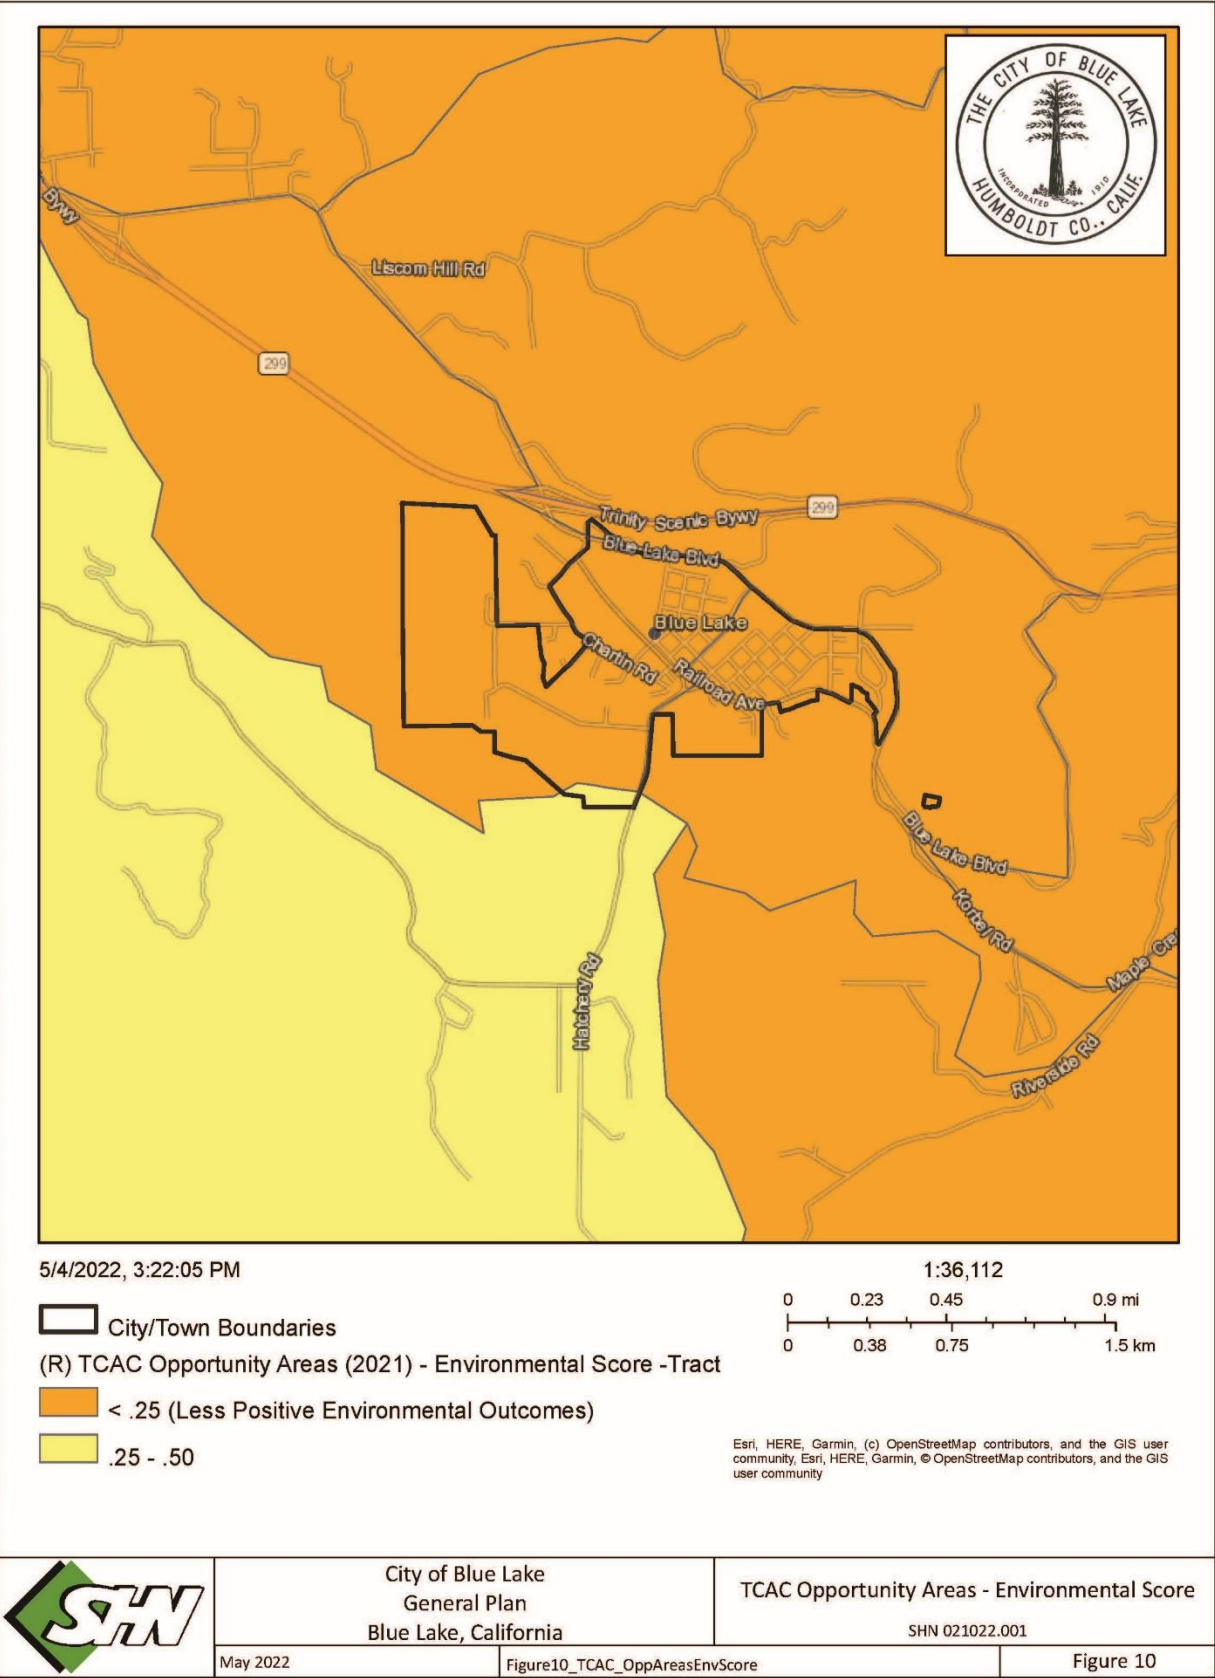 THE CITY OF BLUE LAKE
INCORPORATED 1910
HUMBOLDT CO., CALIF.
Bywy
Liscom Hill Rd
299
299
Trinity Scenic Bywy
Blue Lake Blvd
Blue Lake
Chartin Rd
Railroad Ave
Blue Lake Blvd
Korbel Rd
Maple Cre
Hatchery Rd
Riverside Rd
5/4/2022, 3:22:05 PM
1:36,112
0 0.23 0.45 0.9 mi
0 0.38 0.75 1.5 km
City/Town Boundaries
(R) TCAC Opportunity Areas (2021) - Environmental Score -Tract
< .25 (Less Positive Environmental Outcomes)
.25 - .50
Esri, HERE, Garmin, (c) OpenStreetMap contributors, and the GIS user
community, Esri, HERE, Garmin, © OpenStreetMap contributors, and the GIS
user community
SHN
City of Blue Lake
General Plan
Blue Lake, California
TCAC Opportunity Areas - Environmental Score
SHN 021022.001
May 2022
Figure10_TCAC_OppAreasEnvScore
Figure 10